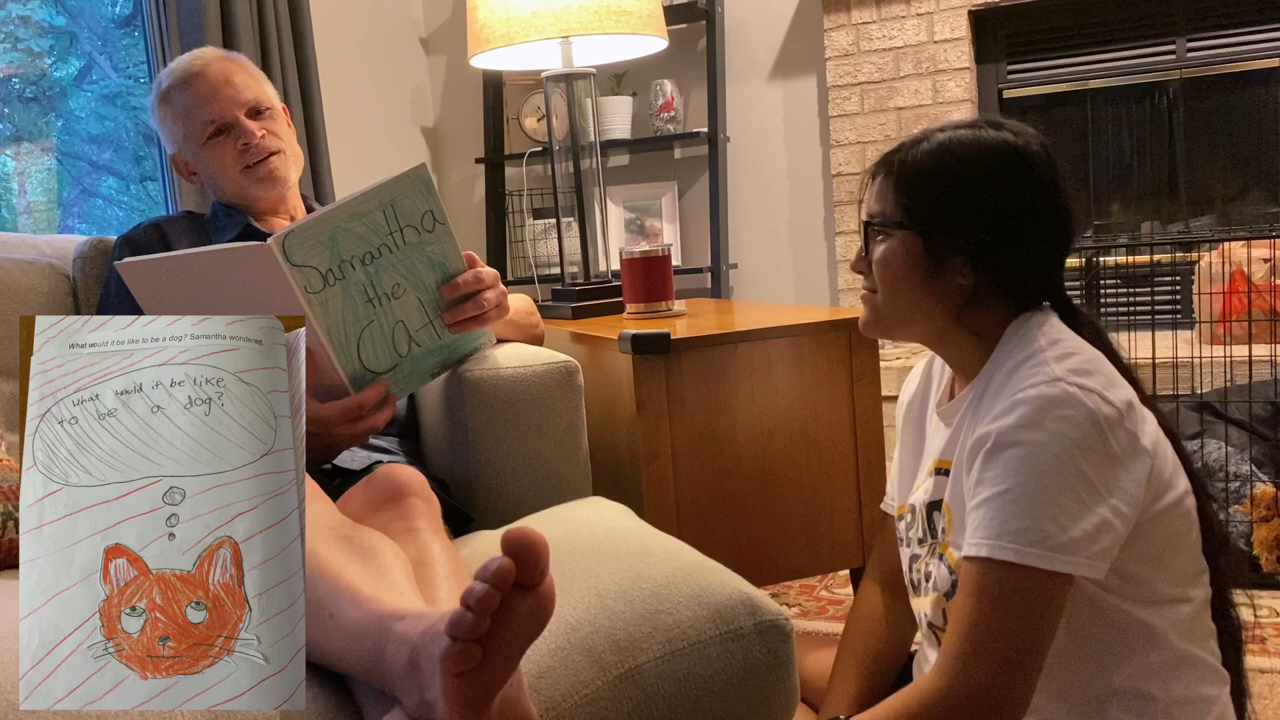 Samantha
the
Cat
What would it be like to be a dog? Samantha wondered.
What would it be like
to be a dog?